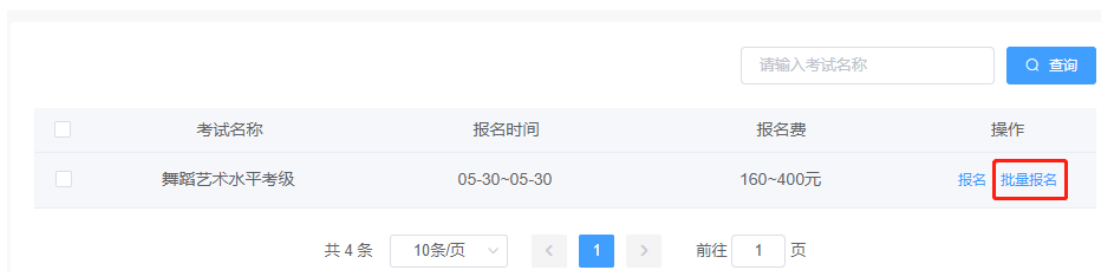 请输入考试名称 查询
考试名称 报名时间 报名费 操作
舞蹈艺术水平考级 05-30~05-30 160~400元 报名 批量报名
共 4 条 10条/页 < 1 > 前往 1 页